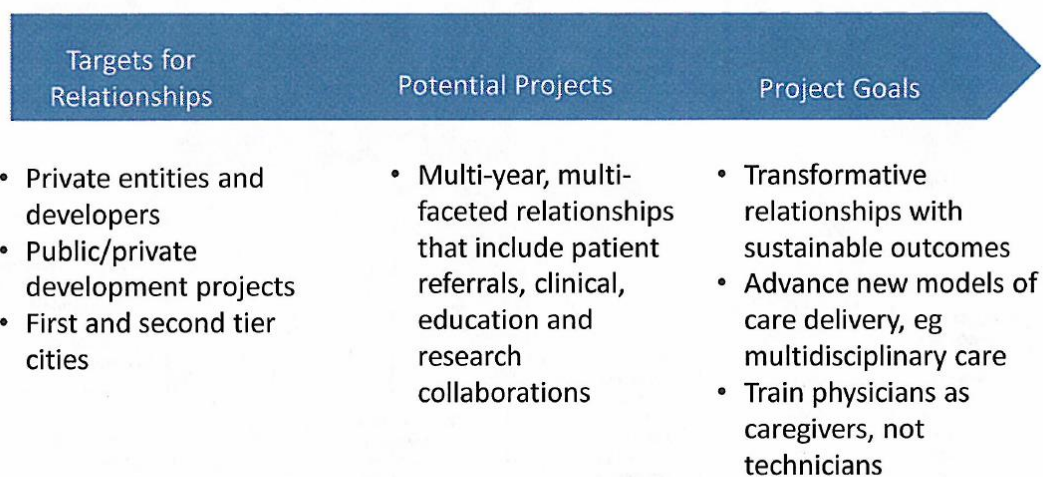 Targets for
Relationships
Potential Projects
Project Goals
• Private entities and
developers
• Public/private
development projects
• First and second tier
cities
• Multi-year, multi-
faceted relationships
that include patient
referrals, clinical,
education and
research
collaborations
• Transformative
relationships with
sustainable outcomes
• Advance new models of
care delivery, eg
multidisciplinary care
• Train physicians as
caregivers, not
technicians